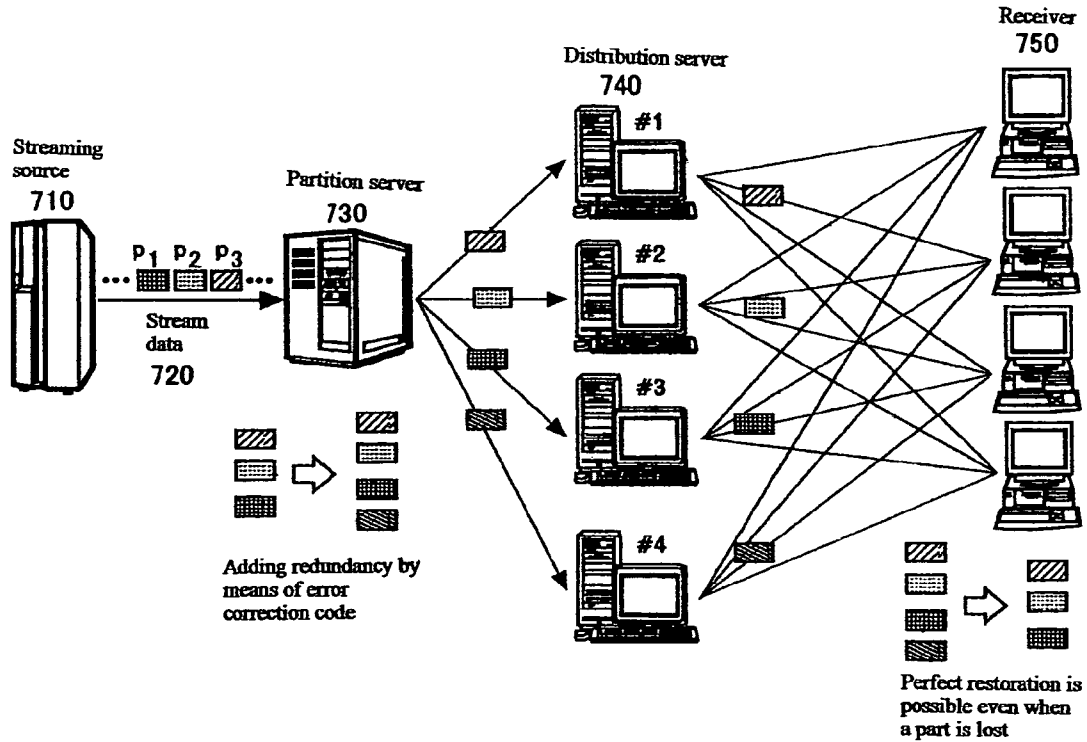 Receiver
750
Distribution server
740
#1
Streaming
source
710
Partition server
730
... p1 p2 p3 ...
Stream
data
720
#2
#3
#4
Adding redundancy by
means of error
correction code
Perfect restoration is
possible even when
a part is lost